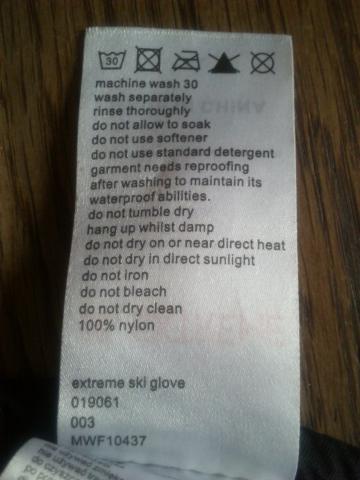 30
CHINA
machine wash 30
wash separately
rinse thoroughly
do not allow to soak
do not use softener
do not use standard detergent
garment needs reproofing
after washing to maintain its
waterproof abilities.
do not tumble dry
hang up whilst damp
do not dry on or near direct heat
do not dry in direct sunlight
do not iron
do not bleach
do not dry clean
100% nylon
extreme ski glove
019061
003
MWF10437